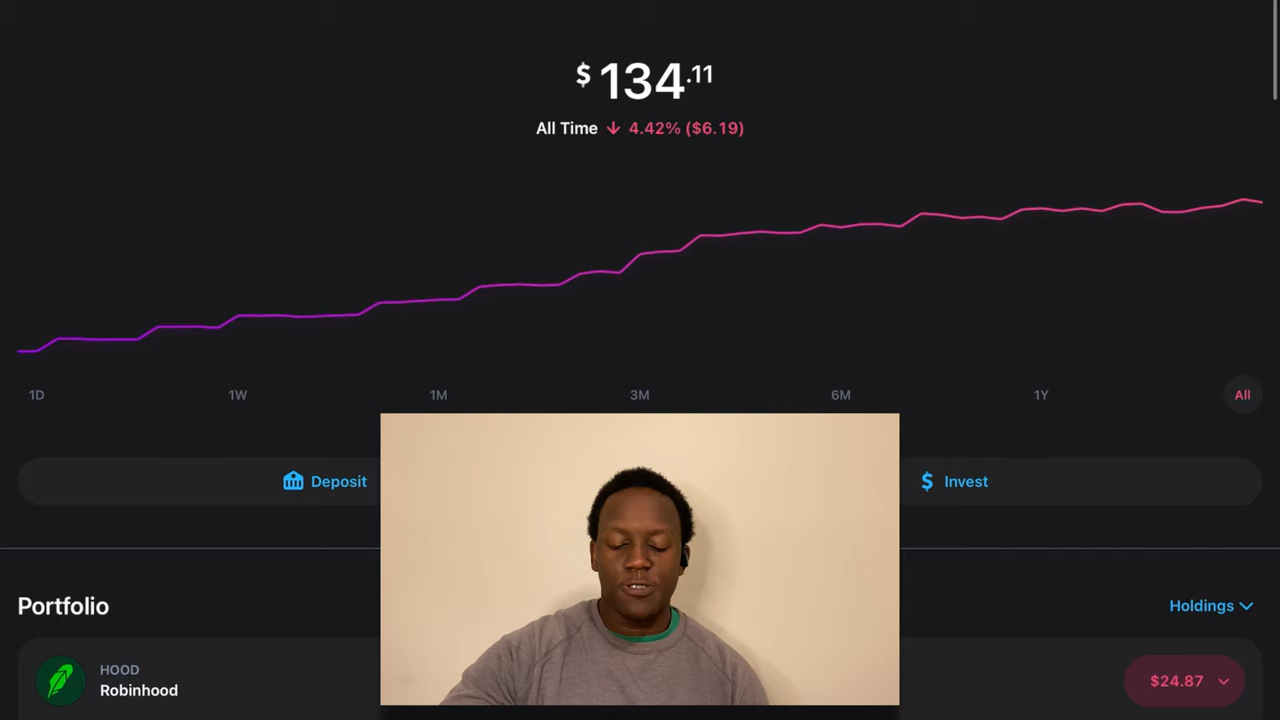 $134.11
All Time ↓ 4.42% ($6.19)
1D 1W 1M 3M 6M 1Y All
Deposit
$ Invest
Portfolio
Holdings
HOOD
Robinhood
$24.87